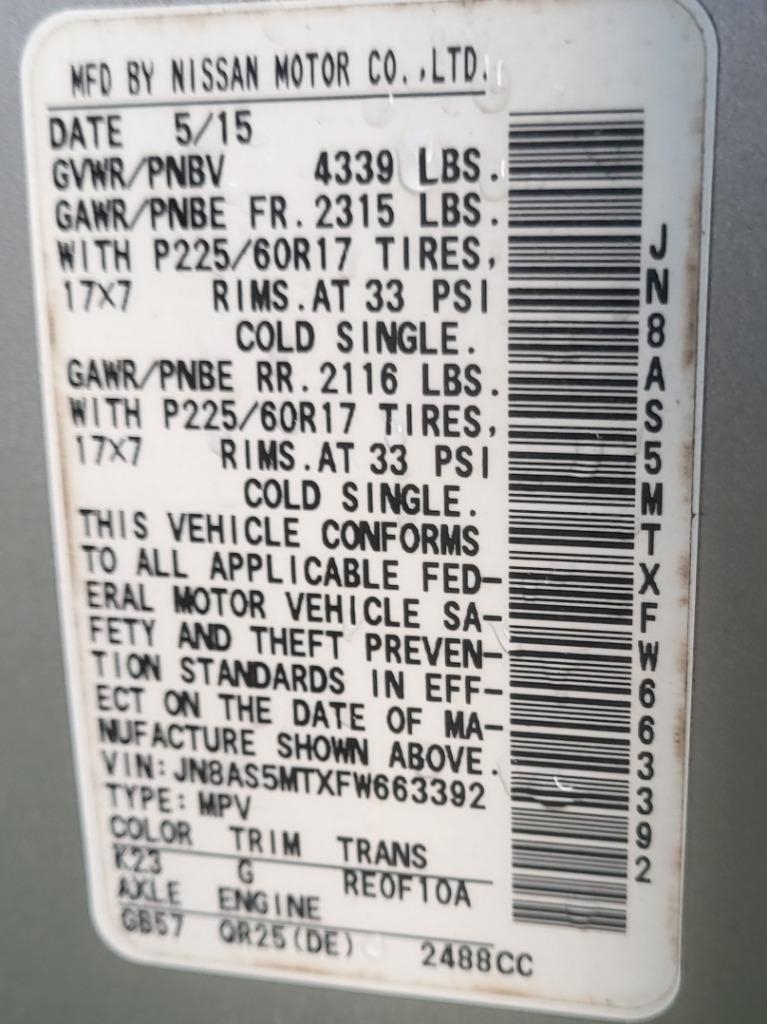 MFD BY NISSAN MOTOR CO.,LTD.
DATE 5/15
GVWR/PNBV 4339 LBS.
GAWR/PNBE FR. 2315 LBS.
WITH P225/60R17 TIRES,
17X7 RIMS.AT 33 PSI
COLD SINGLE.
GAWR/PNBE RR. 2116 LBS.
WITH P225/60R17 TIRES,
17X7 RIMS.AT 33 PSI
COLD SINGLE.
THIS VEHICLE CONFORMS
TO ALL APPLICABLE FED-
ERAL MOTOR VEHICLE SA-
FETY AND THEFT PREVEN-
TION STANDARDS IN EFF-
ECT ON THE DATE OF MA-
NUFACTURE SHOWN ABOVE.
VIN: JN8AS5MTXFW663392
TYPE: MPV
COLOR TRIM TRANS
K23 G RE0F10A
AXLE ENGINE
GB57 QR25(DE) 2488CC
JN8AS5MTXFW663392